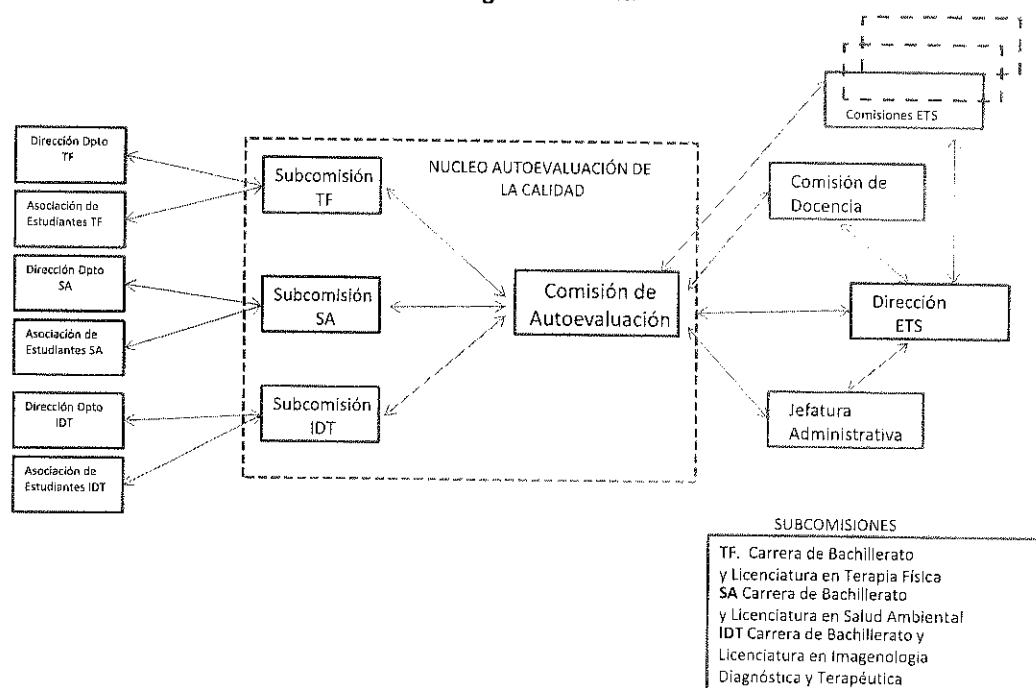 Comisiones ETS
Dirección Dpto
TF
Asociación de
Estudiantes TF
Dirección Dpto
SA
Asociación de
Estudiantes SA
Dirección Dpto
IDT
Asociación de
Estudiantes IDT
NUCLEO AUTOEVALUACIÓN DE
LA CALIDAD
Subcomisión
TF
Subcomisión
SA
Subcomisión
IDT
Comisión de
Autoevaluación
Comisión de
Docencia
Dirección
ETS
Jefatura
Administrativa
SUBCOMISIONES
TF. Carrera de Bachillerato
y Licenciatura en Terapia Física
SA Carrera de Bachillerato
y Licenciatura en Salud Ambiental
IDT Carrera de Bachillerato y
Licenciatura en Imagenologia
Diagnóstica y Terapéutica